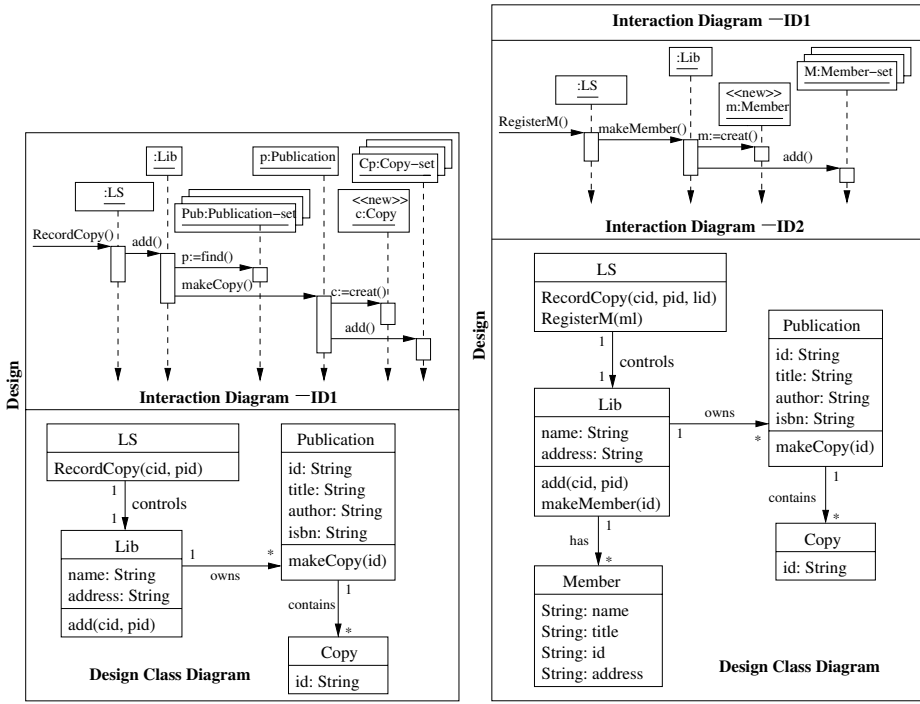 :Lib
p:Publication
Cp:Copy−set
:LS
Pub:Publication−set
<<new>>
c:Copy
RecordCopy()
add()
p:=find()
makeCopy()
c:=creat()
add()
Interaction Diagram —ID1
Design
LS
RecordCopy(cid, pid)
1
controls
1
Lib
name: String
address: String
add(cid, pid)
1
owns
*
Publication
id: String
title: String
author: String
isbn: String
makeCopy(id)
1
contains
*
Copy
id: String
Design Class Diagram
Interaction Diagram —ID1
:Lib
M:Member−set
:LS
<<new>>
m:Member
RegisterM()
makeMember()
m:=creat()
add()
Interaction Diagram —ID2
Design
LS
RecordCopy(cid, pid, lid)
RegisterM(ml)
1
controls
1
Lib
name: String
address: String
add(cid, pid)
makeMember(id)
1
owns
*
Publication
id: String
title: String
author: String
isbn: String
makeCopy(id)
1
contains
*
Copy
id: String
1
has
*
Member
String: name
String: title
String: id
String: address
Design Class Diagram